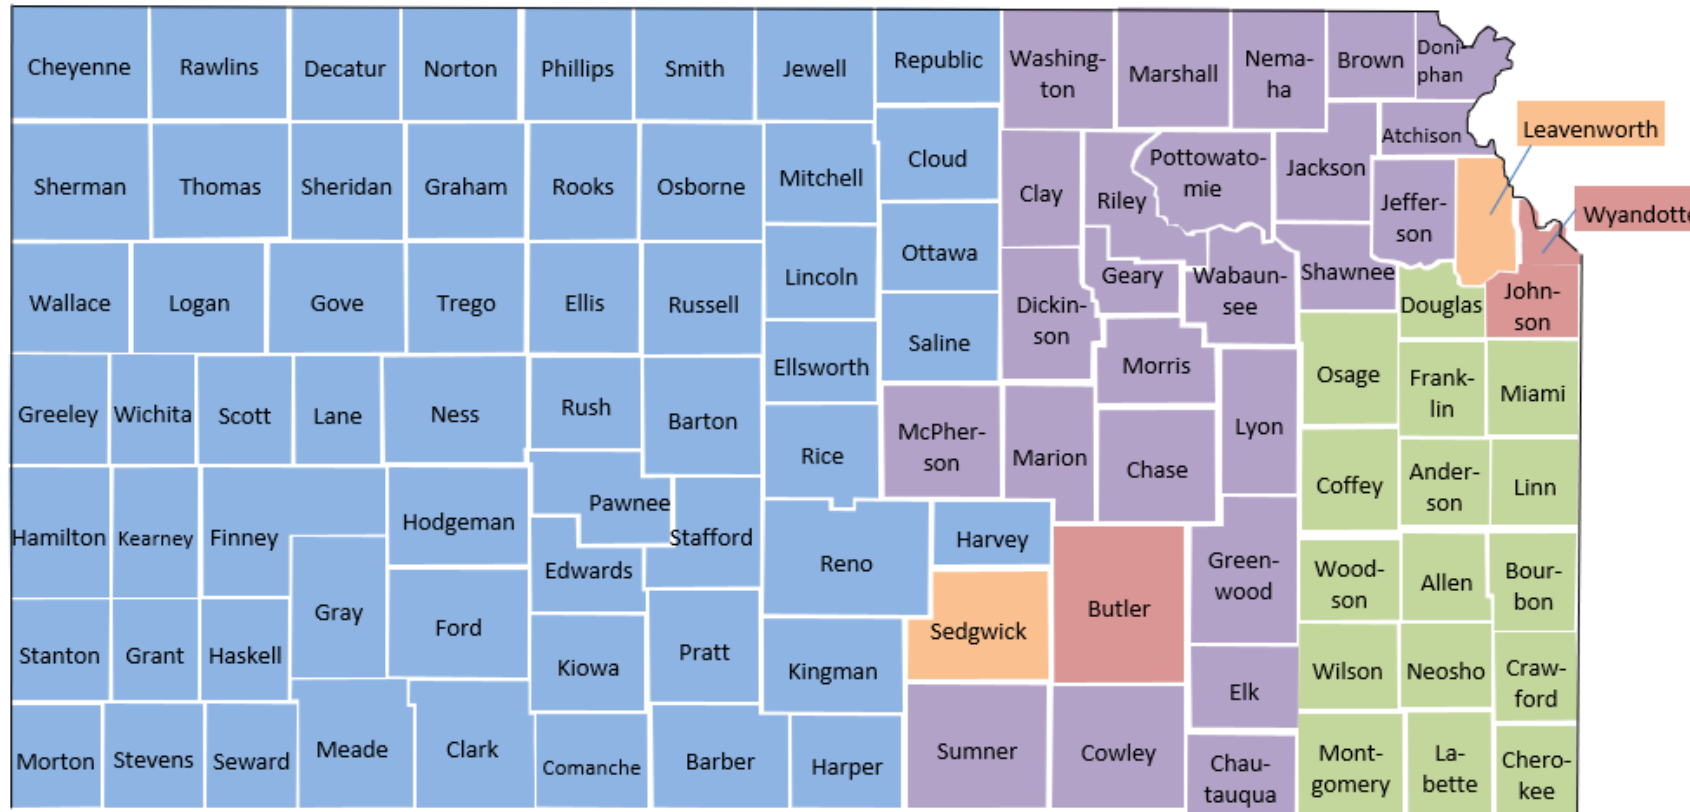 Cheyenne
Rawlins
Decatur
Norton
Phillips
Smith
Jewell
Republic
Washing-
ton
Marshall
Nema-
ha
Brown
Doni-
phan
Leavenworth
Atchison
Sherman
Thomas
Sheridan
Graham
Rooks
Osborne
Mitchell
Cloud
Clay
Riley
Pottowato-
mie
Jackson
Jeffer-
son
Wyandotte
Wallace
Logan
Gove
Trego
Ellis
Russell
Lincoln
Ottawa
Dickin-
son
Geary
Wabaun-
see
Shawnee
Douglas
John-
son
Ellsworth
Saline
Morris
Osage
Frank-
lin
Miami
Greeley
Wichita
Scott
Lane
Ness
Rush
Barton
Rice
McPher-
son
Marion
Chase
Lyon
Coffey
Ander-
son
Linn
Hamilton
Kearney
Finney
Hodgeman
Pawnee
Stafford
Edwards
Reno
Harvey
Butler
Green-
wood
Wood-
son
Allen
Bour-
bon
Gray
Ford
Sedgwick
Stanton
Grant
Haskell
Kiowa
Pratt
Kingman
Elk
Wilson
Neosho
Craw-
ford
Morton
Stevens
Seward
Meade
Clark
Comanche
Barber
Harper
Sumner
Cowley
Chau-
tauqua
Mont-
gomery
La-
bette
Chero-
kee